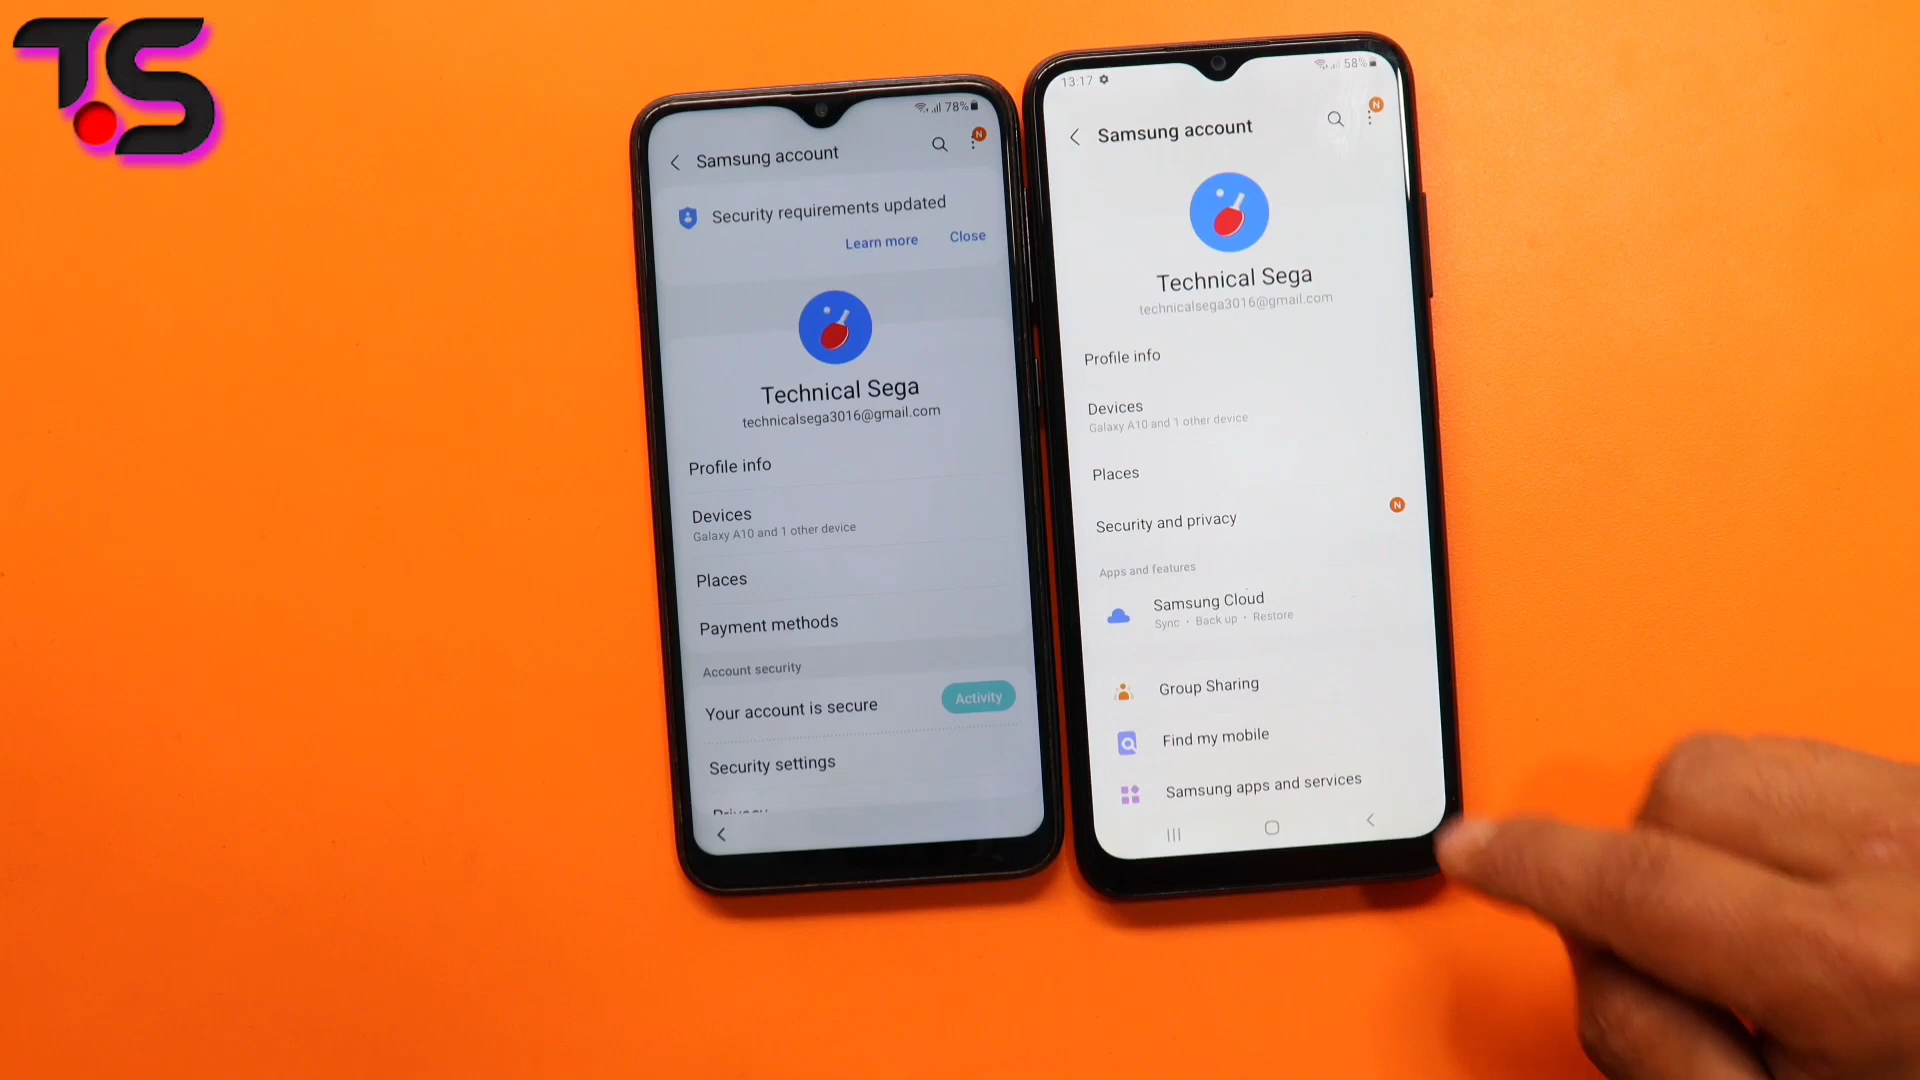 T.S
78%
Samsung account
N
Security requirements updated
Learn more
Close
Technical Sega
technicalsega3016@gmail.com
Profile info
Devices
Galaxy A10 and 1 other device
Places
Payment methods
Account security
Your account is secure
Activity
Security settings
Privacy
13:17
58%
Samsung account
N
Technical Sega
technicalsega3016@gmail.com
Profile info
Devices
Galaxy A10 and 1 other device
Places
Security and privacy
N
Apps and features
Samsung Cloud
Sync • Back up • Restore
Group Sharing
Find my mobile
Samsung apps and services